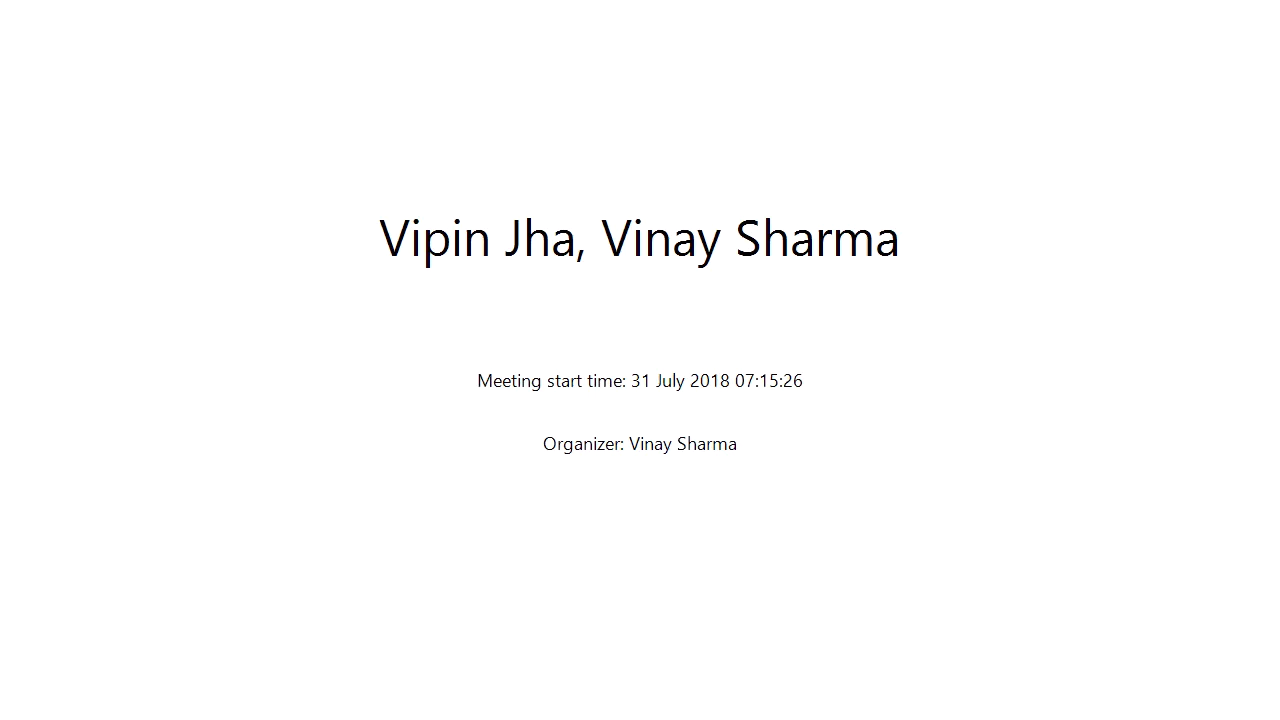 Vipin Jha, Vinay Sharma
Meeting start time: 31 July 2018 07:15:26
Organizer: Vinay Sharma